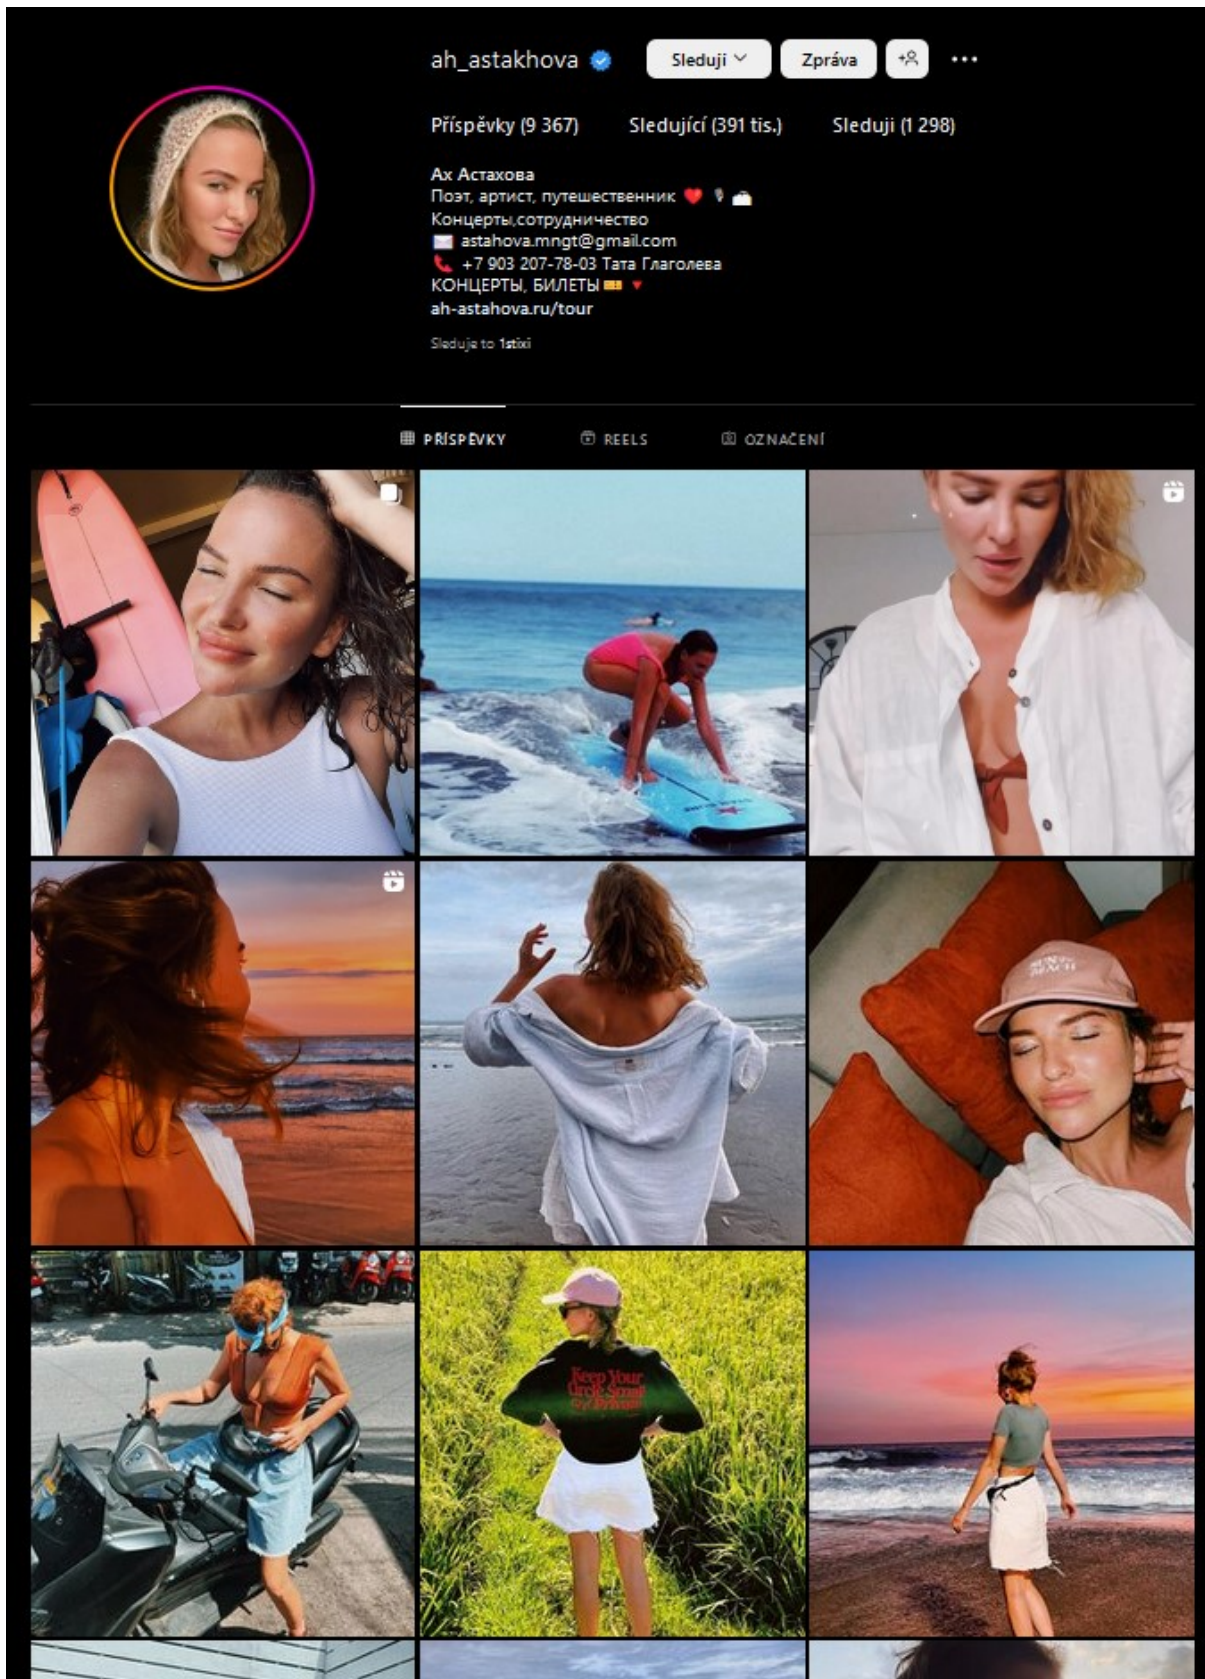 ah_astakhova
Sleduji
Zpráva
Příspěvky (9 367) Sledující (391 tis.) Sleduji (1 298)
Ах Астахова
Поэт, артист, путешественник
Концерты,сотрудничество
astahova.mngt@gmail.com
+7 903 207-78-03 Тата Глаголева
КОНЦЕРТЫ, БИЛЕТЫ
ah-astahova.ru/tour
Sleduje to 1stixi
PŘÍSPĚVKY
REELS
OZNAČENÍ
BEACH
Keep Your
Circle Small